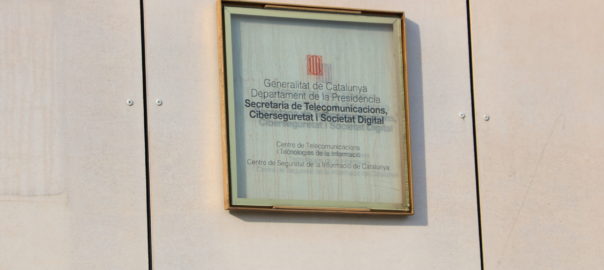 Generalitat de Catalunya
Departament de la Presidència
Secretaria de Telecomunicacions,
Ciberseguretat i Societat Digital
Centre de Telecomunicacions
i Tecnologies de la Informació
Centre de Seguretat de la Informació de Catalunya